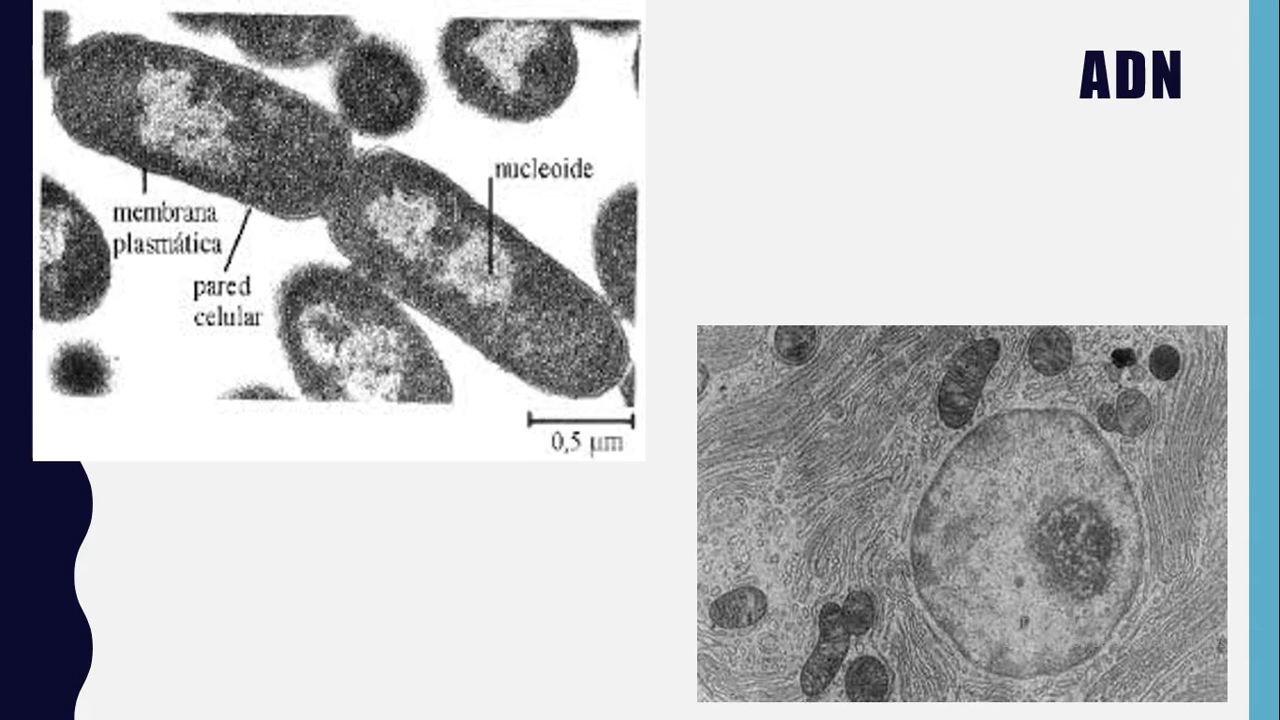 ADN
nucleoide
membrana
plasmática
pared
celular
0,5 µm